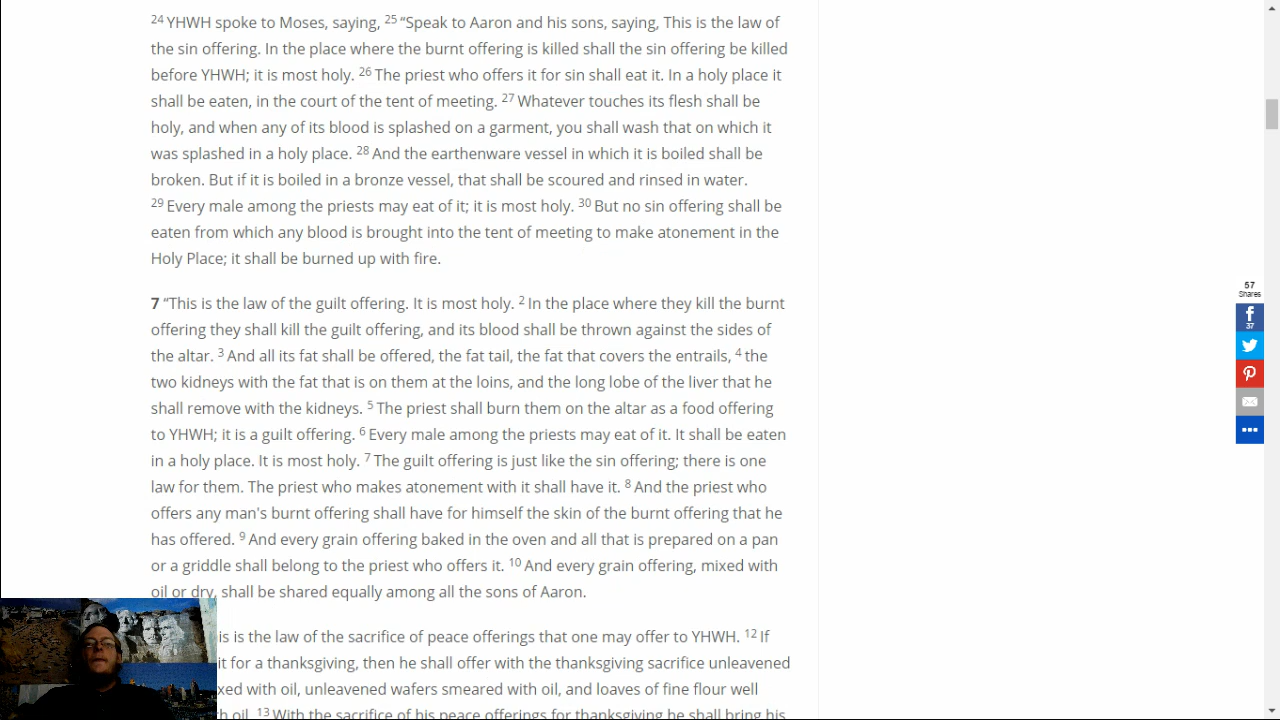 24 YHWH spoke to Moses, saying, 25 “Speak to Aaron and his sons, saying, This is the law of
the sin offering. In the place where the burnt offering is killed shall the sin offering be killed
before YHWH; it is most holy. 26 The priest who offers it for sin shall eat it. In a holy place it
shall be eaten, in the court of the tent of meeting. 27 Whatever touches its flesh shall be
holy, and when any of its blood is splashed on a garment, you shall wash that on which it
was splashed in a holy place. 28 And the earthenware vessel in which it is boiled shall be
broken. But if it is boiled in a bronze vessel, that shall be scoured and rinsed in water.
29 Every male among the priests may eat of it; it is most holy. 30 But no sin offering shall be
eaten from which any blood is brought into the tent of meeting to make atonement in the
Holy Place; it shall be burned up with fire.
7 “This is the law of the guilt offering. It is most holy. 2 In the place where they kill the burnt
offering they shall kill the guilt offering, and its blood shall be thrown against the sides of
the altar. 3 And all its fat shall be offered, the fat tail, the fat that covers the entrails, 4 the
two kidneys with the fat that is on them at the loins, and the long lobe of the liver that he
shall remove with the kidneys. 5 The priest shall burn them on the altar as a food offering
to YHWH; it is a guilt offering. 6 Every male among the priests may eat of it. It shall be eaten
in a holy place. It is most holy. 7 The guilt offering is just like the sin offering; there is one
law for them. The priest who makes atonement with it shall have it. 8 And the priest who
offers any man's burnt offering shall have for himself the skin of the burnt offering that he
has offered. 9 And every grain offering baked in the oven and all that is prepared on a pan
or a griddle shall belong to the priest who offers it. 10 And every grain offering, mixed with
oil or dry, shall be shared equally among all the sons of Aaron.
is is the law of the sacrifice of peace offerings that one may offer to YHWH. 12 If
it for a thanksgiving, then he shall offer with the thanksgiving sacrifice unleavened
xed with oil, unleavened wafers smeared with oil, and loaves of fine flour well
h oil. 13 With the sacrifice of his peace offerings for thanksgiving he shall bring his
57
Shares
37